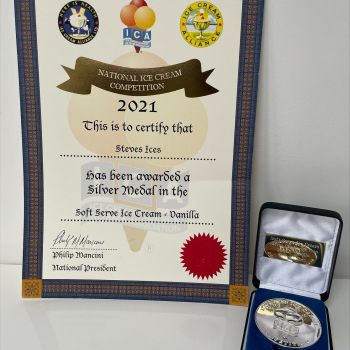 ICA
ICE CREAM
ALLIANCE
NATIONAL ICE CREAM
COMPETITION
2021
This is to certify that
Steves Ices
Has been awarded a
Silver Medal in the
Soft Serve Ice Cream - Vanilla
Philip Mancini
National President
ICA